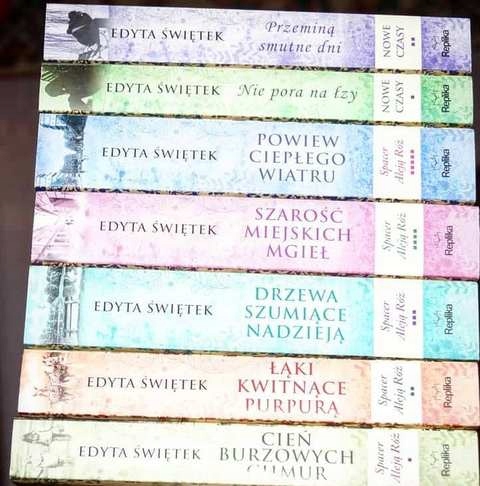 EDYTA ŚWIĘTEK
Przeminą
smutne dni
NOWE
CZASY
Replika
EDYTA ŚWIĘTEK
Nie pora na łzy
NOWE
CZASY
Replika
EDYTA ŚWIĘTEK
POWIEW
CIEPŁEGO
WIATRU
Spacer
Aleją Róż
Replika
EDYTA ŚWIĘTEK
SZAROŚĆ
MIEJSKICH
MGIEŁ
Spacer
Aleją Róż
Replika
EDYTA ŚWIĘTEK
DRZEWA
SZUMIĄCE
NADZIEJĄ
Spacer
Aleją Róż
Replika
EDYTA ŚWIĘTEK
ŁĄKI
KWITNĄCE
PURPURĄ
Spacer
Aleją Róż
Replika
EDYTA ŚWIĘTEK
CIEŃ
BURZOWYCH
CHMUR
Spacer
Aleją Róż
Replika